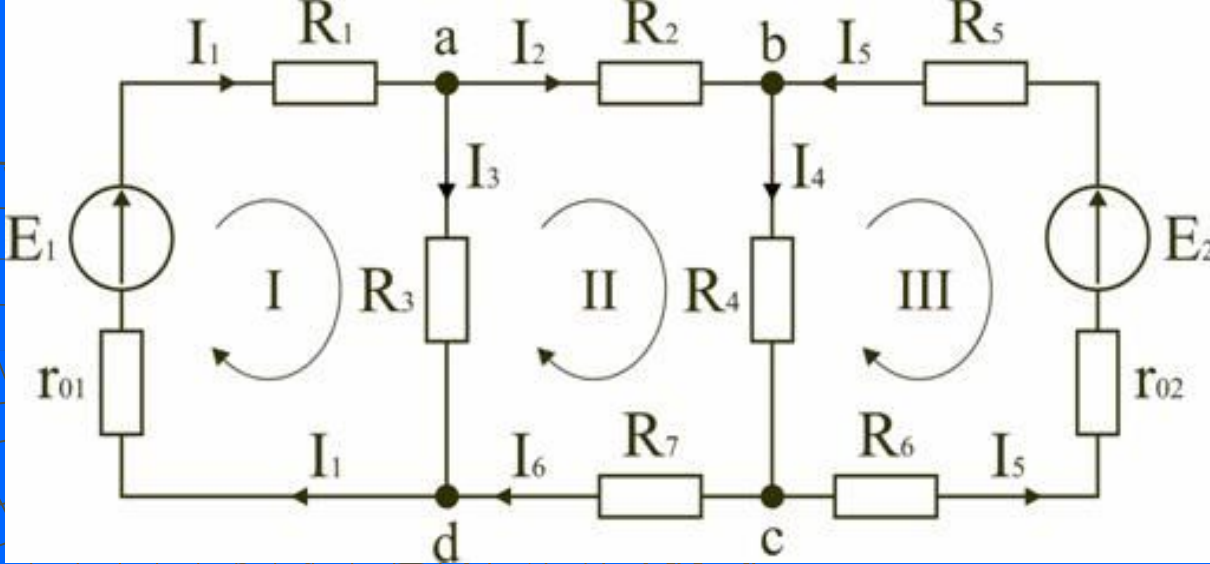 I₁ R₁ a I₂ R₂ b I₅ R₅
I₃ I₄
E₁ I R₃ II R₄ III E₂
r₀₁ r₀₂
I₁ I₆ R₇ R₆ I₅
d c